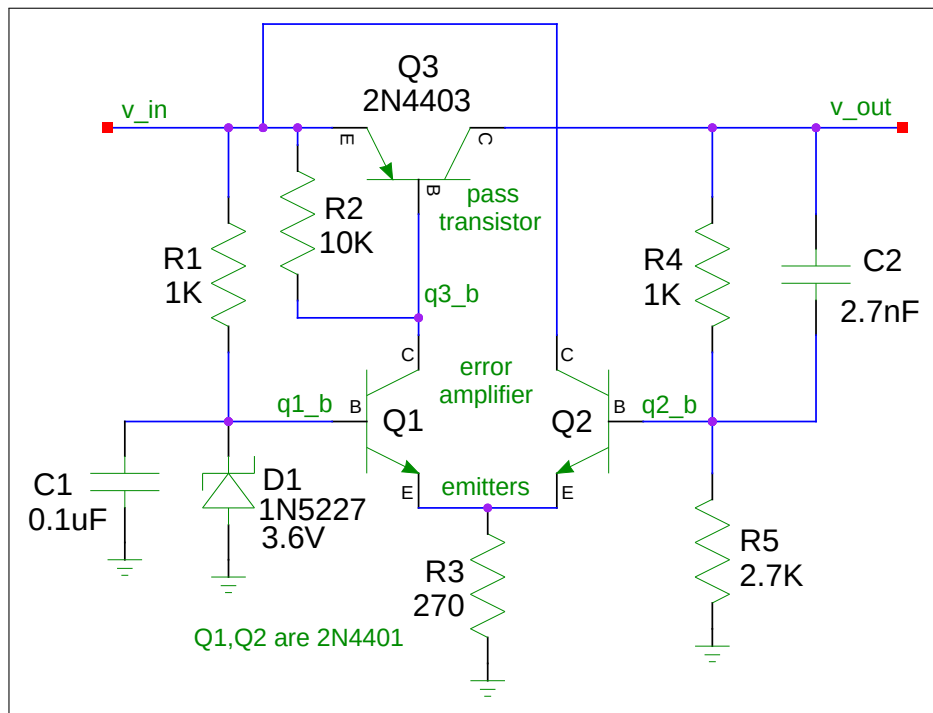 Q3
2N4403
v_in
v_out
E
C
B
pass
transistor
R2
10K
R1
1K
R4
1K
C2
2.7nF
q3_b
C
error
amplifier
C
q1_b
B
Q1
Q2
B
q2_b
E
emitters
E
C1
0.1uF
D1
1N5227
3.6V
R3
270
R5
2.7K
Q1,Q2 are 2N4401